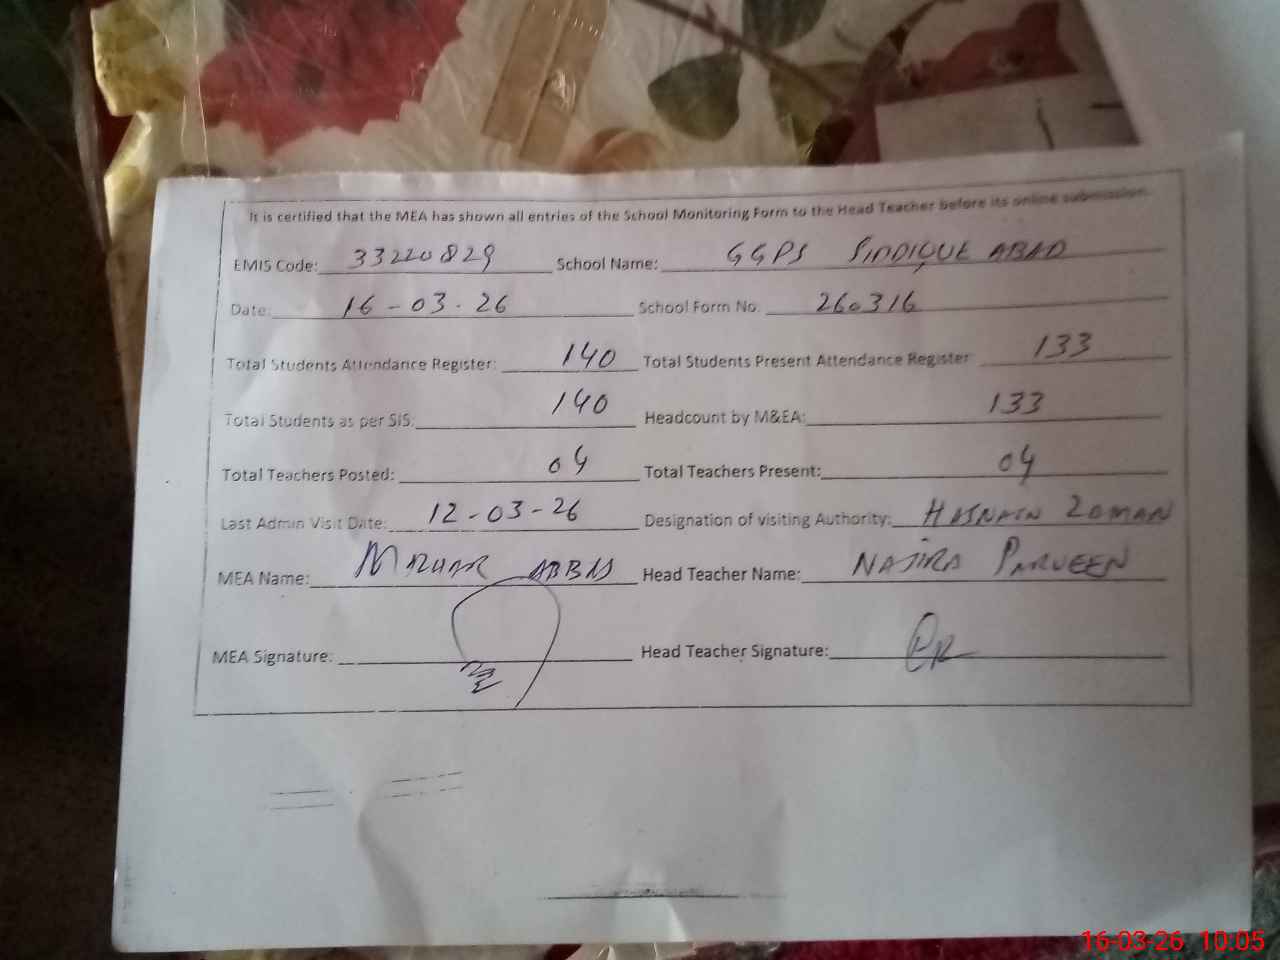 It is certified that the MEA has shown all entries of the School Monitoring Form to the Head Teacher before its online submission.
EMIS Code: 33220829 School Name: GGPS SIDDIQUE ABAD
Date: 16-03-26 School Form No. 260316
Total Students Attendance Register: 140 Total Students Present Attendance Register 133
Total Students as per SIS: 140 Headcount by M&EA: 133
Total Teachers Posted: 04 Total Teachers Present: 04
Last Admin Visit Date: 12-03-26 Designation of visiting Authority: HASNAIN ZAMAN
MEA Name: MAZHAR ABBAS Head Teacher Name: NAJIRA PARVEEN
MEA Signature: Head Teacher Signature:
16-03-26 10:05